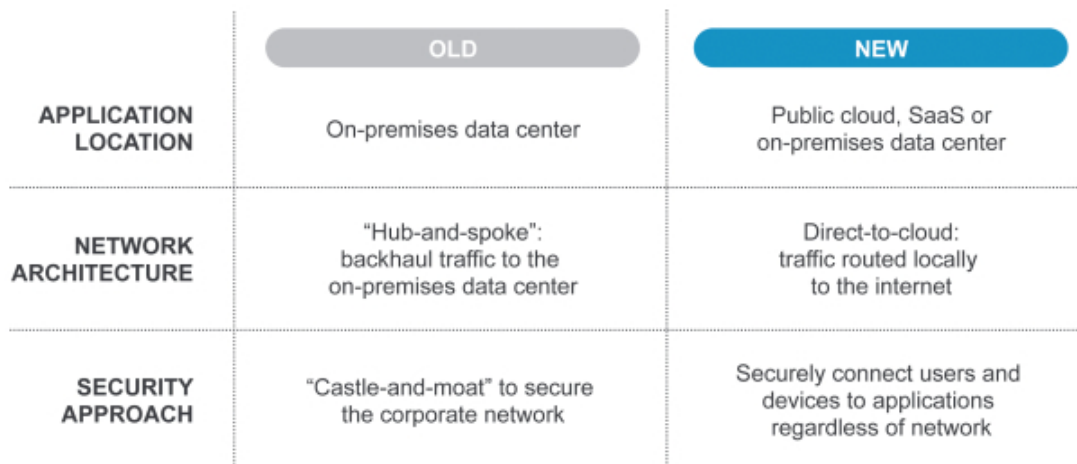 OLD
NEW
APPLICATION
LOCATION
On-premises data center
Public cloud, SaaS or
on-premises data center
NETWORK
ARCHITECTURE
“Hub-and-spoke”:
backhaul traffic to the
on-premises data center
Direct-to-cloud:
traffic routed locally
to the internet
SECURITY
APPROACH
“Castle-and-moat” to secure
the corporate network
Securely connect users and
devices to applications
regardless of network